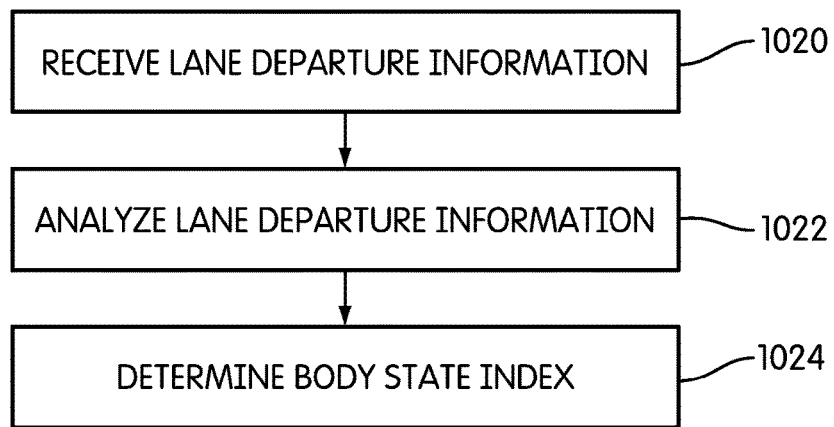 RECEIVE LANE DEPARTURE INFORMATION
1020
ANALYZE LANE DEPARTURE INFORMATION
1022
DETERMINE BODY STATE INDEX
1024